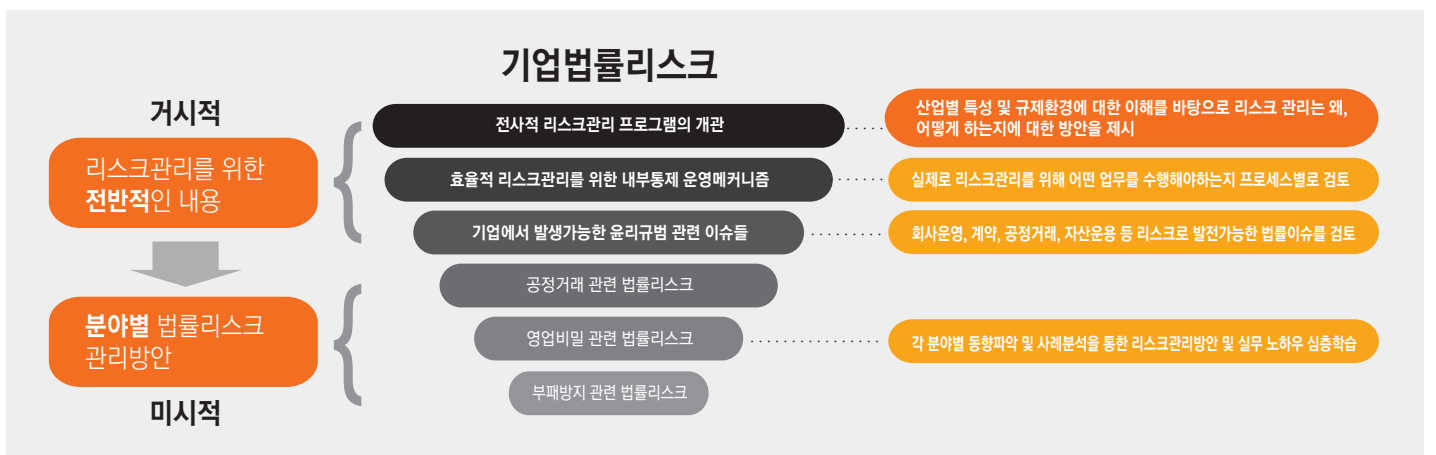 기업법률리스크
거시적
리스크관리를 위한
전반적인 내용
전사적 리스크관리 프로그램의 개관
산업별 특성 및 규제환경에 대한 이해를 바탕으로 리스크 관리는 왜,
어떻게 하는지에 대한 방안을 제시
효율적 리스크관리를 위한 내부통제 운영메커니즘
실제로 리스크관리를 위해 어떤 업무를 수행해야하는지 프로세스별로 검토
기업에서 발생가능한 윤리규범 관련 이슈들
회사운영, 계약, 공정거래, 자산운용 등 리스크로 발전가능한 법률이슈를 검토
분야별 법률리스크
관리방안
미시적
공정거래 관련 법률리스크
영업비밀 관련 법률리스크
각 분야별 동향파악 및 사례분석을 통한 리스크관리방안 및 실무 노하우 심층학습
부패방지 관련 법률리스크